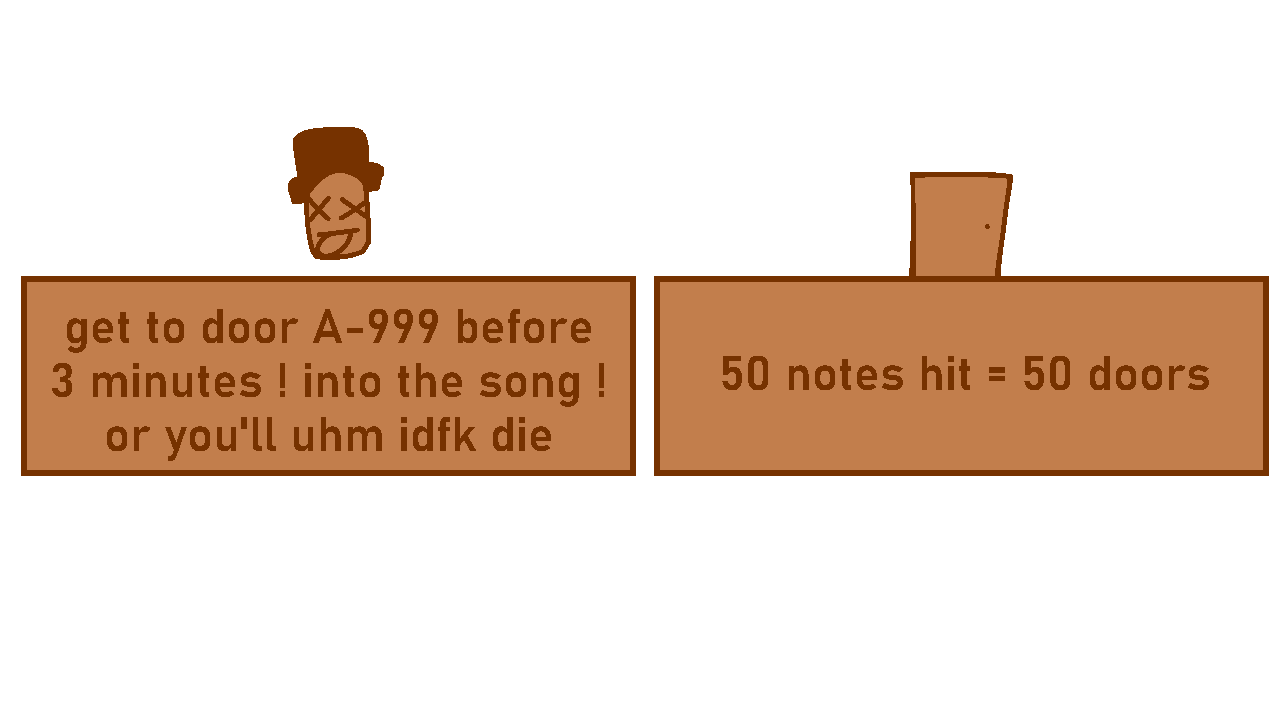 get to door A-999 before
3 minutes ! into the song !
or you'll uhm idfk die
50 notes hit = 50 doors